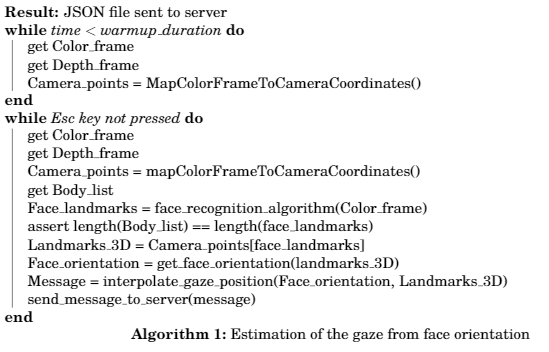 Result: JSON file sent to server
while time < warmup_duration do
get Color_frame
get Depth_frame
Camera_points = MapColorFrameToCameraCoordinates()
end
while Esc key not pressed do
get Color_frame
get Depth_frame
Camera_points = mapColorFrameToCameraCoordinates()
get Body_list
Face_landmarks = face_recognition_algorithm(Color_frame)
assert length(Body_list) == length(face_landmarks)
Landmarks_3D = Camera_points[face_landmarks]
Face_orientation = get_face_orientation(landmarks_3D)
Message = interpolate_gaze_position(Face_orientation, Landmarks_3D)
send_message_to_server(message)
end
Algorithm 1: Estimation of the gaze from face orientation